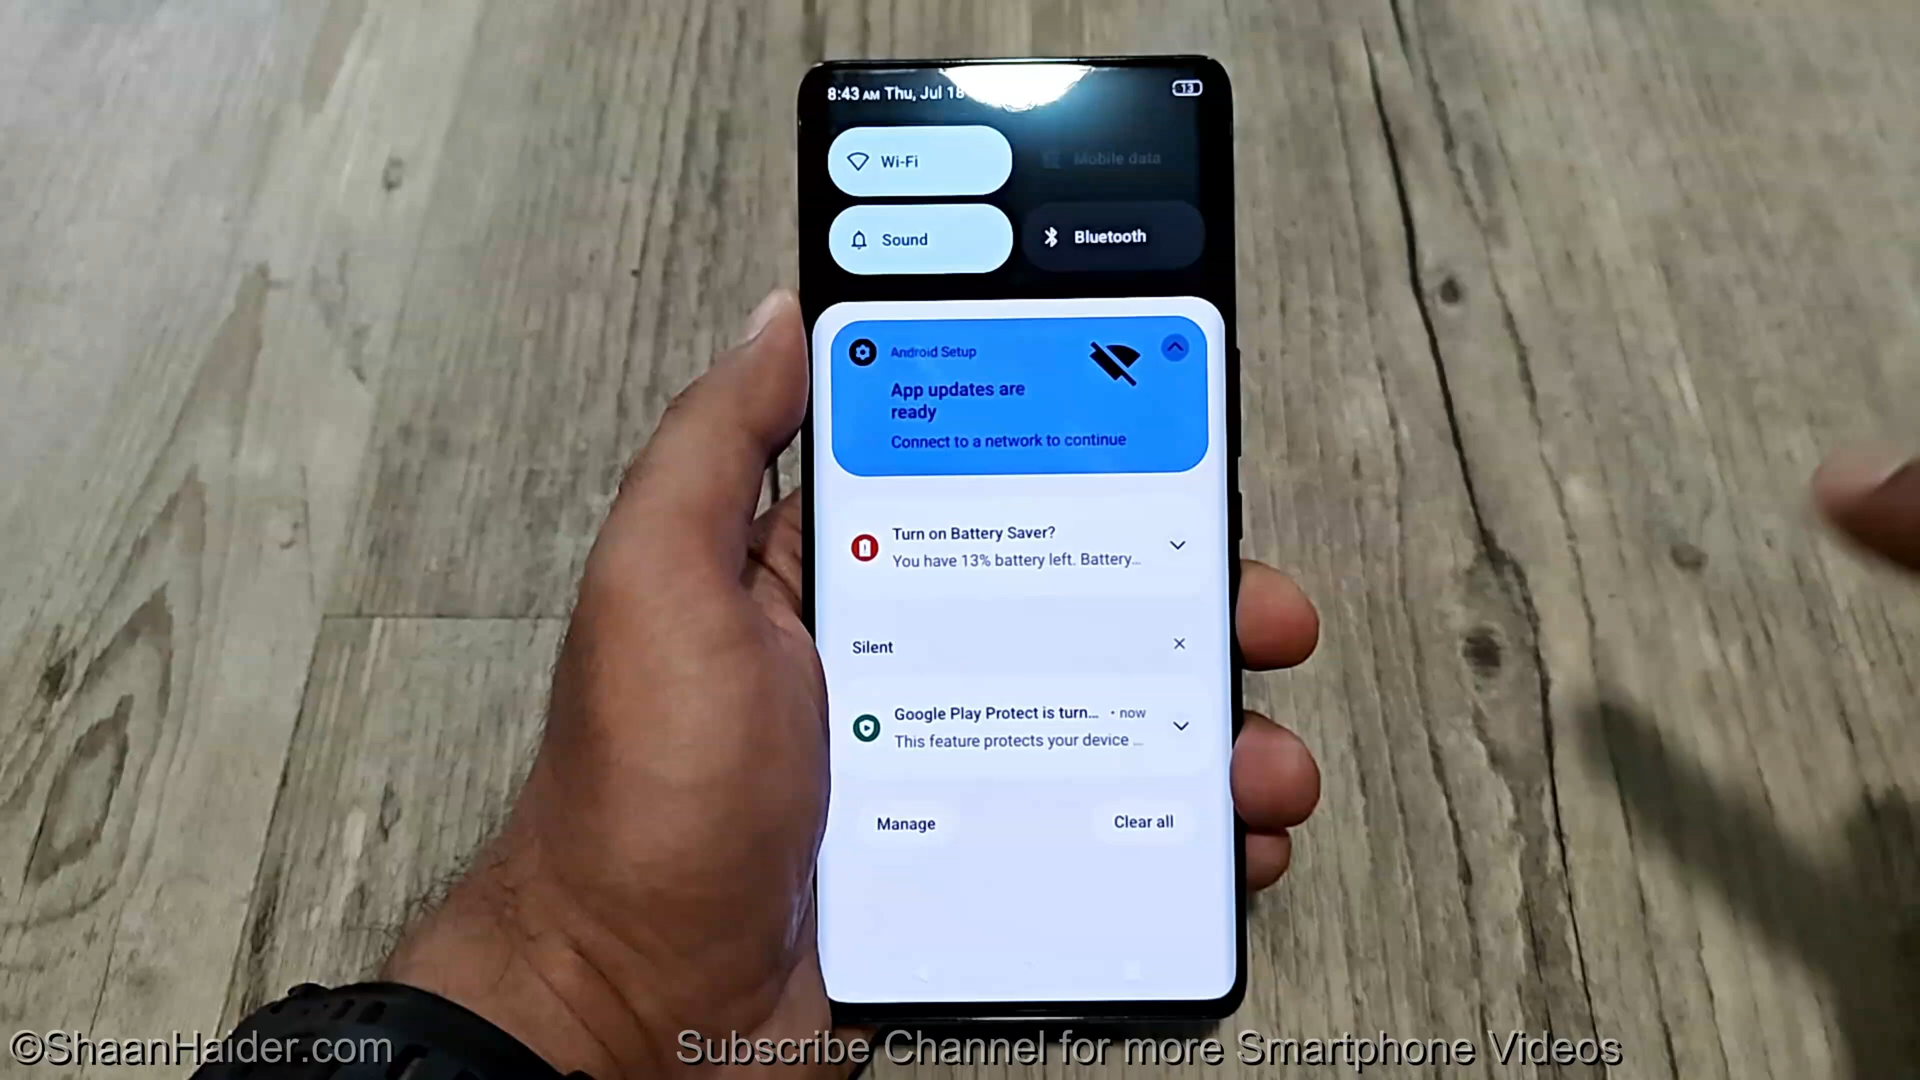 8:43 AM Thu, Jul 18
13
Wi-Fi
Mobile data
Sound
Bluetooth
Android Setup
App updates are
ready
Connect to a network to continue
Turn on Battery Saver?
You have 13% battery left. Battery…
Silent
Google Play Protect is turn… • now
This feature protects your device …
Manage
Clear all
©ShaanHaider.com
Subscribe Channel for more Smartphone Videos